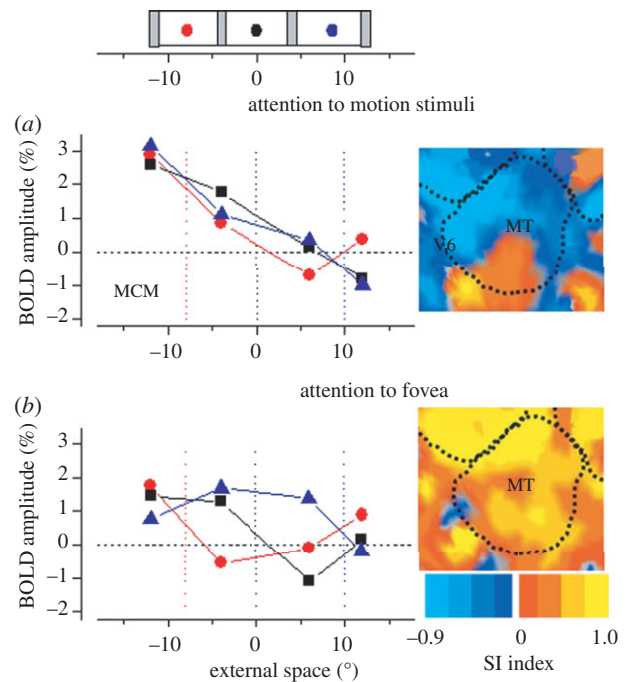 −10 0 10
attention to motion stimuli
(a)
BOLD amplitude (%)
3
2
1
0
−1
−2
MCM
−10 0 10
MT
V6
attention to fovea
(b)
BOLD amplitude (%)
3
2
1
0
−1
−2
−10 0 10
external space (°)
MT
−0.9 0 1.0
SI index